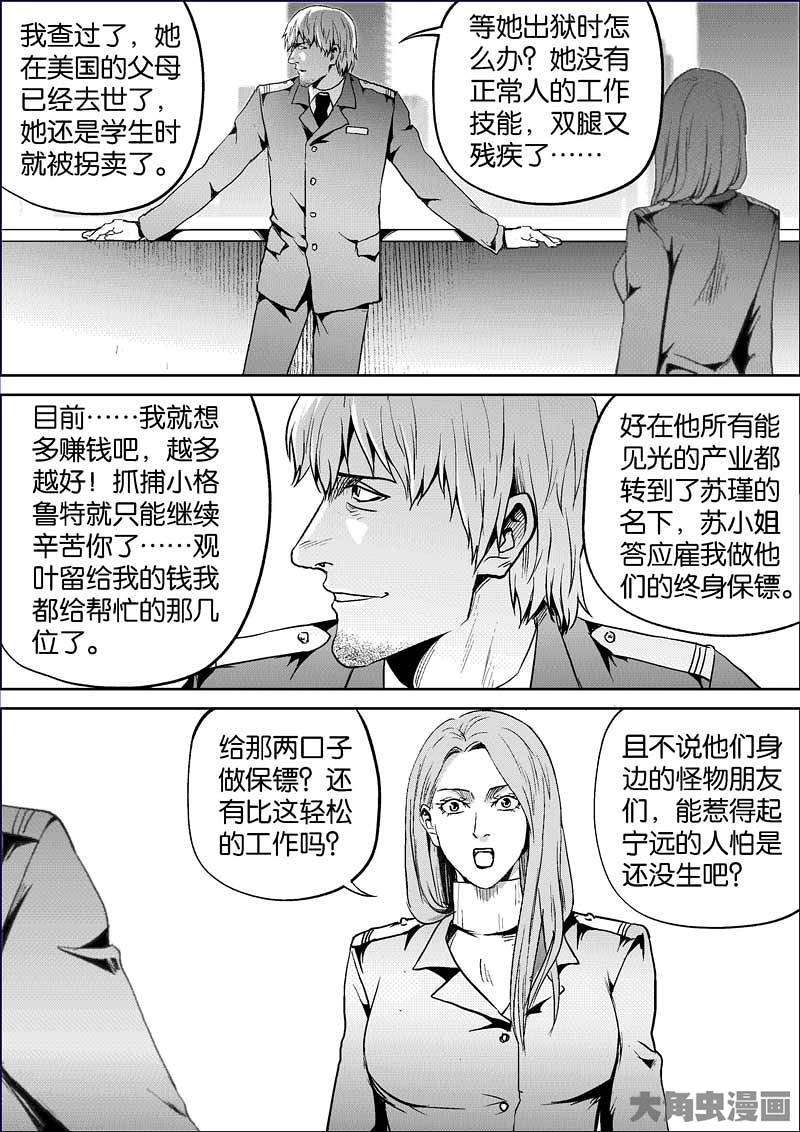 我查过了，她
在美国的父母
已经去世了，
她还是学生时
就被拐卖了。
等她出狱时怎
么办？她没有
正常人的工作
技能，双腿又
残疾了……
目前……我就想
多赚钱吧，越多
越好！抓捕小格
鲁特就只能继续
辛苦你了……观
叶留给我的钱我
都给帮忙的那几
位了。
好在他所有能
见光的产业都
转到了苏瑾的
名下，苏小姐
答应雇我做他
们的终身保镖。
给那两口子
做保镖？还
有比这轻松
的工作吗？
且不说他们身
边的怪物朋友
们，能惹得起
宁远的人怕是
还没生吧？
大角虫漫画